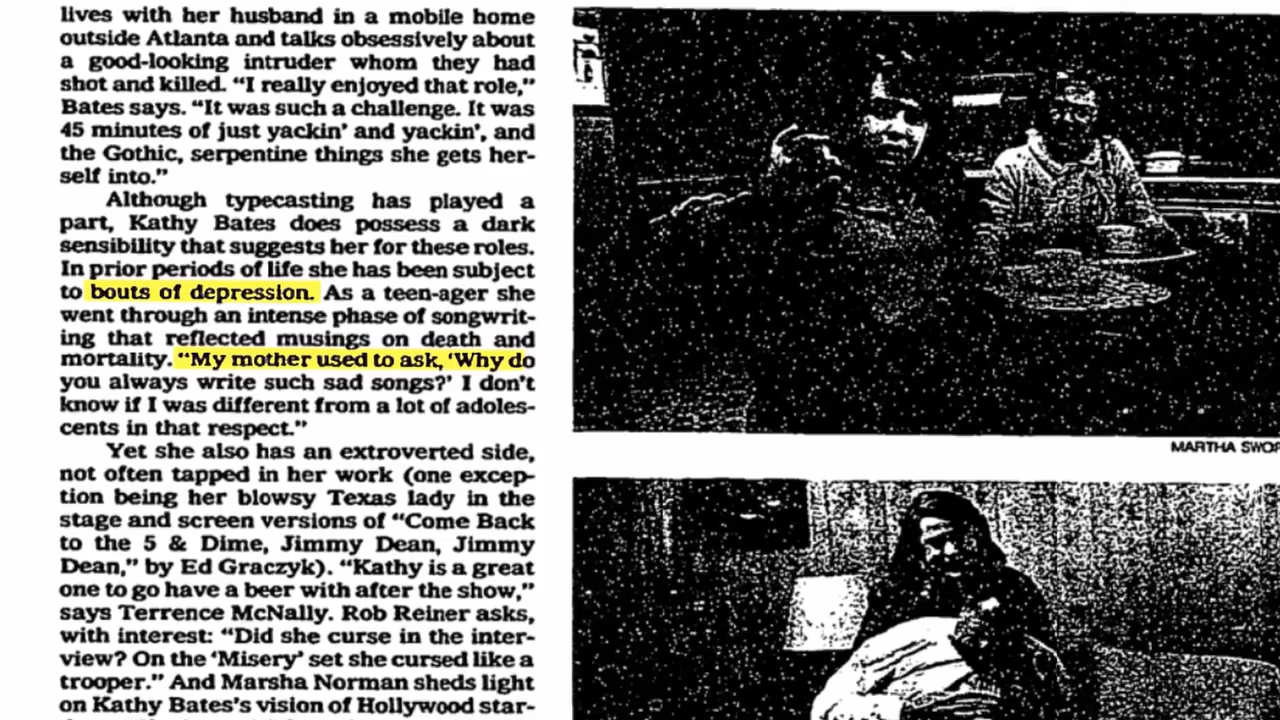 lives with her husband in a mobile home
outside Atlanta and talks obsessively about
a good-looking intruder whom they had
shot and killed. “I really enjoyed that role,”
Bates says. “It was such a challenge. It was
45 minutes of just yackin’ and yackin’, and
the Gothic, serpentine things she gets her-
self into.”
Although typecasting has played a
part, Kathy Bates does possess a dark
sensibility that suggests her for these roles.
In prior periods of life she has been subject
to bouts of depression. As a teen-ager she
went through an intense phase of songwrit-
ing that reflected musings on death and
mortality. “My mother used to ask, ‘Why do
you always write such sad songs?’ I don’t
know if I was different from a lot of adoles-
cents in that respect.”
Yet she also has an extroverted side,
not often tapped in her work (one excep-
tion being her blowsy Texas lady in the
stage and screen versions of “Come Back
to the 5 & Dime, Jimmy Dean, Jimmy
Dean,” by Ed Graczyk). “Kathy is a great
one to go have a beer with after the show,”
says Terrence McNally. Rob Reiner asks,
with interest: “Did she curse in the inter-
view? On the ‘Misery’ set she cursed like a
trooper.” And Marsha Norman sheds light
on Kathy Bates’s vision of Hollywood star-
MARTHA SWOP